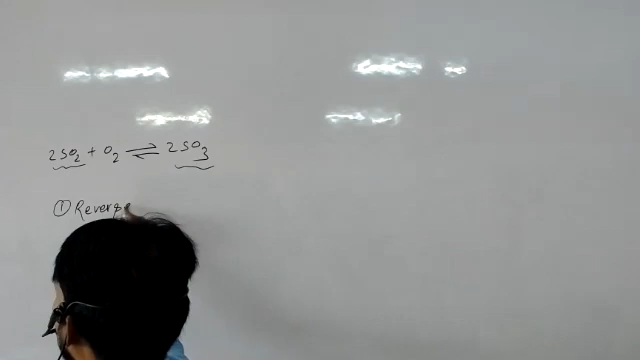 2SO₂ + O₂ ⇌ 2SO₃
① Reverse